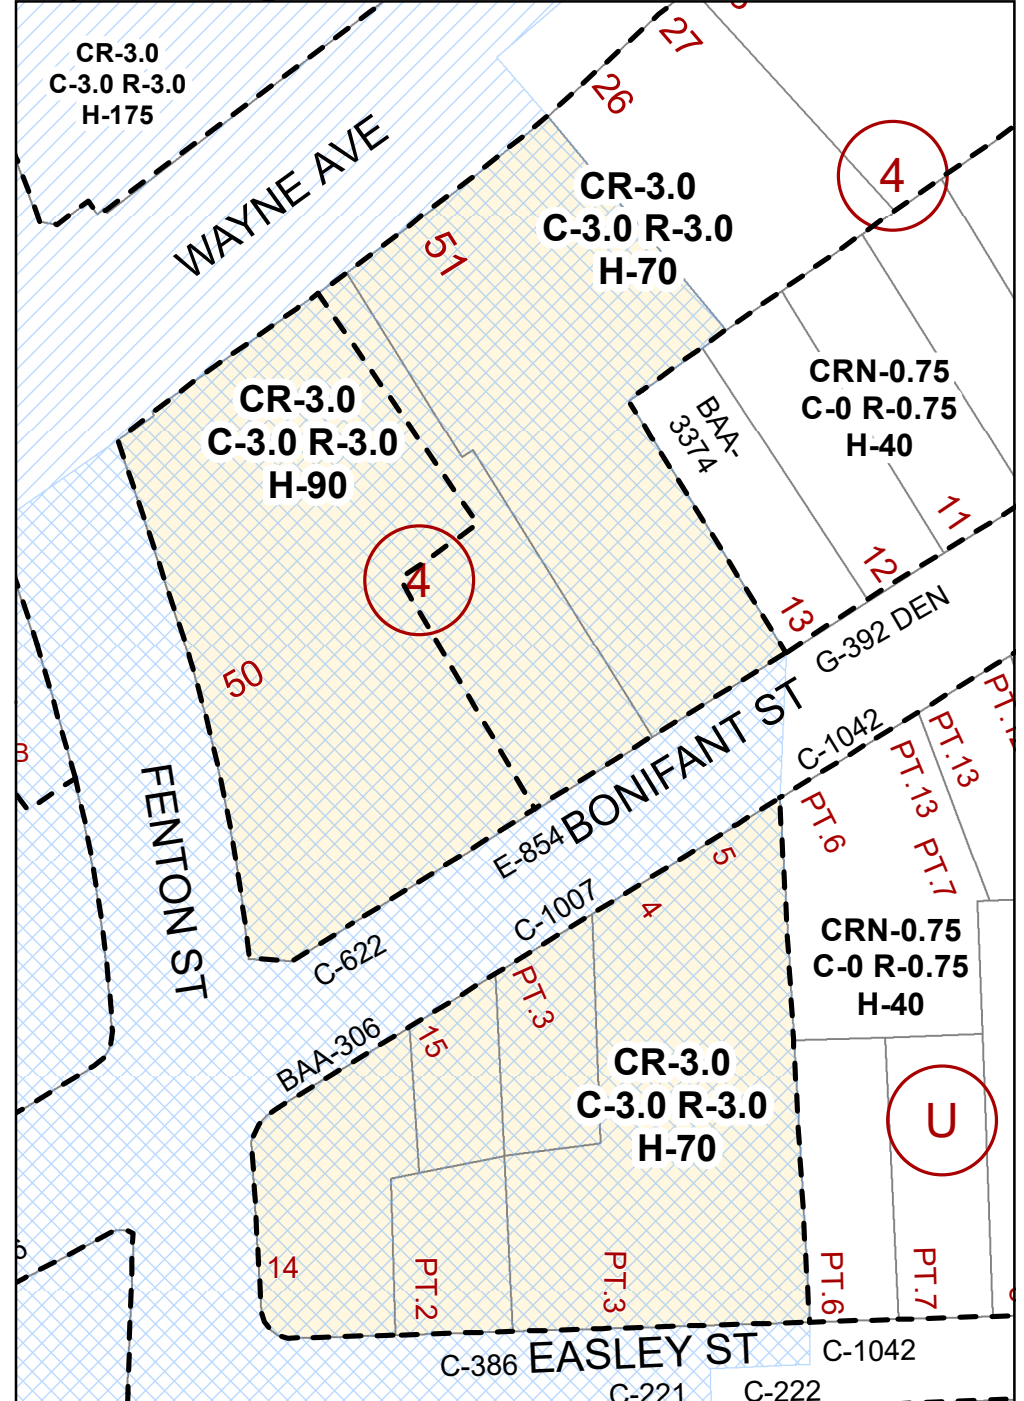 CR-3.0
C-3.0 R-3.0
H-175
27
26
WAYNE AVE
4
CR-3.0
C-3.0 R-3.0
H-70
51
CR-3.0
C-3.0 R-3.0
H-90
CRN-0.75
C-0 R-0.75
H-40
BAA-
3374
11
12
13
4
G-392 DEN
50
BONIFANT ST
C-1042
PT.13
PT.13
PT.6
PT.7
FENTON ST
E-854
5
4
C-1007
C-622
CRN-0.75
C-0 R-0.75
H-40
PT.3
15
BAA-306
CR-3.0
C-3.0 R-3.0
H-70
U
14
PT.2
PT.3
PT.6
PT.7
C-386
EASLEY ST
C-1042
C-221
C-222